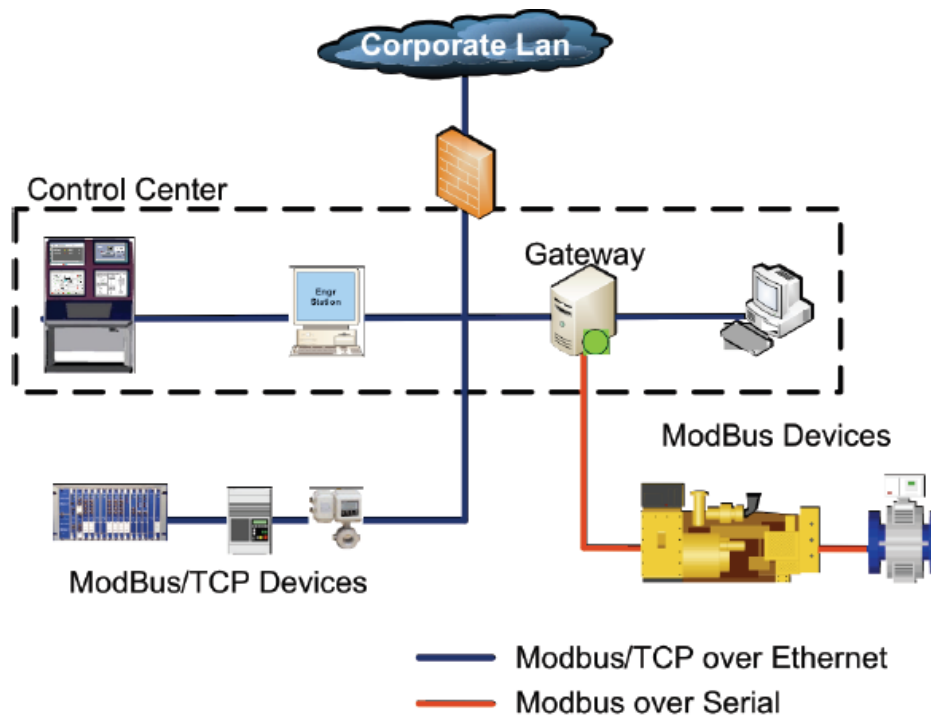 Corporate Lan
Control Center
Gateway
Engr
Station
ModBus Devices
ModBus/TCP Devices
Modbus/TCP over Ethernet
Modbus over Serial